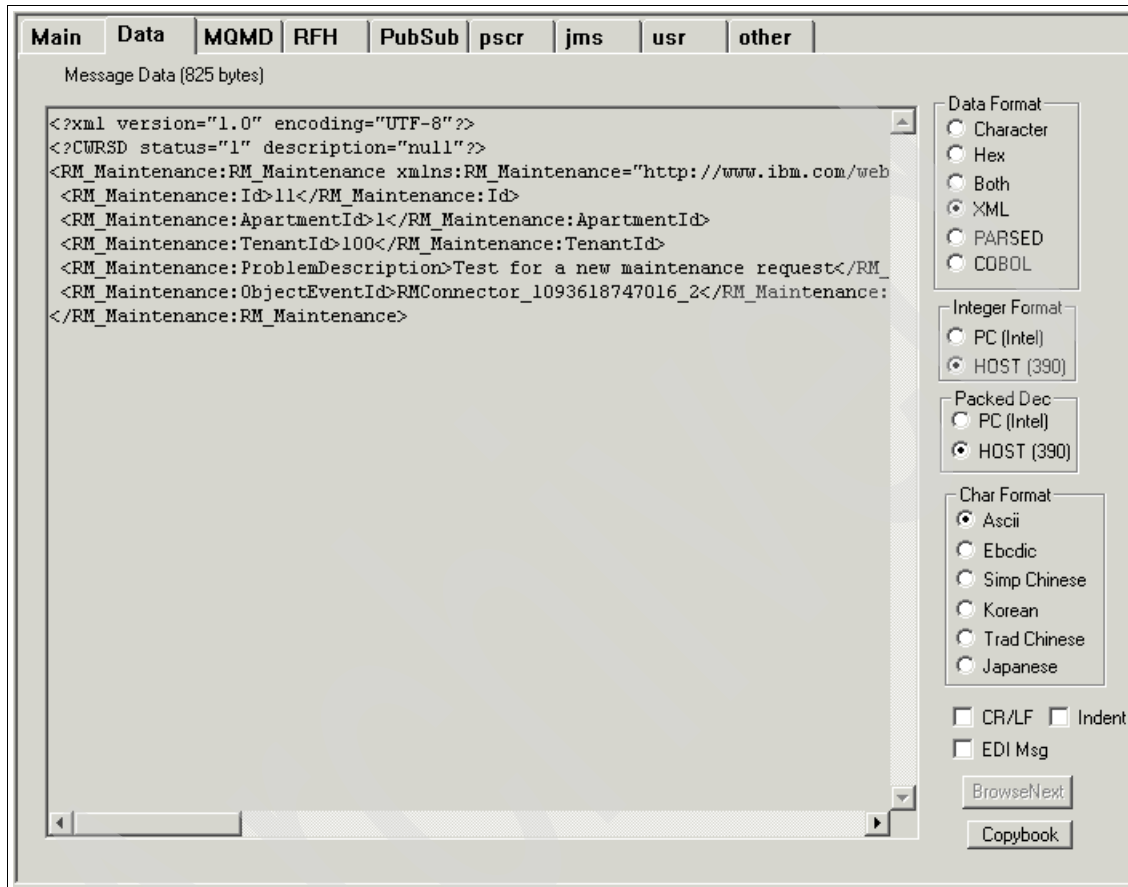 Main Data MQMD RFH PubSub pscr jms usr other
Message Data (825 bytes)
<?xml version="1.0" encoding="UTF-8"?>
<?CWRSD status="1" description="null"?>
<RM_Maintenance:RM_Maintenance xmlns:RM_Maintenance="http://www.ibm.com/web
<RM_Maintenance:Id>11</RM_Maintenance:Id>
<RM_Maintenance:ApartmentId>1</RM_Maintenance:ApartmentId>
<RM_Maintenance:TenantId>100</RM_Maintenance:TenantId>
<RM_Maintenance:ProblemDescription>Test for a new maintenance request</RM_
<RM_Maintenance:ObjectEventId>RMConnector_1093618747016_2</RM_Maintenance:
</RM_Maintenance:RM_Maintenance>
Data Format
Character
Hex
Both
XML
PARSED
COBOL
Integer Format
PC (Intel)
HOST (390)
Packed Dec
PC (Intel)
HOST (390)
Char Format
Ascii
Ebcdic
Simp Chinese
Korean
Trad Chinese
Japanese
CR/LF Indent
EDI Msg
BrowseNext
Copybook